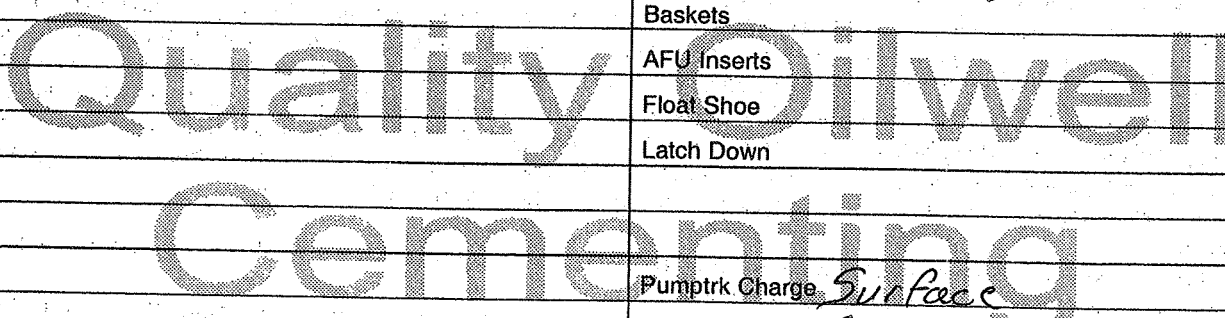 Baskets
Quality Oilwell
AFU Inserts
Float Shoe
Latch Down
Cementing
Pumptrk Charge Surface